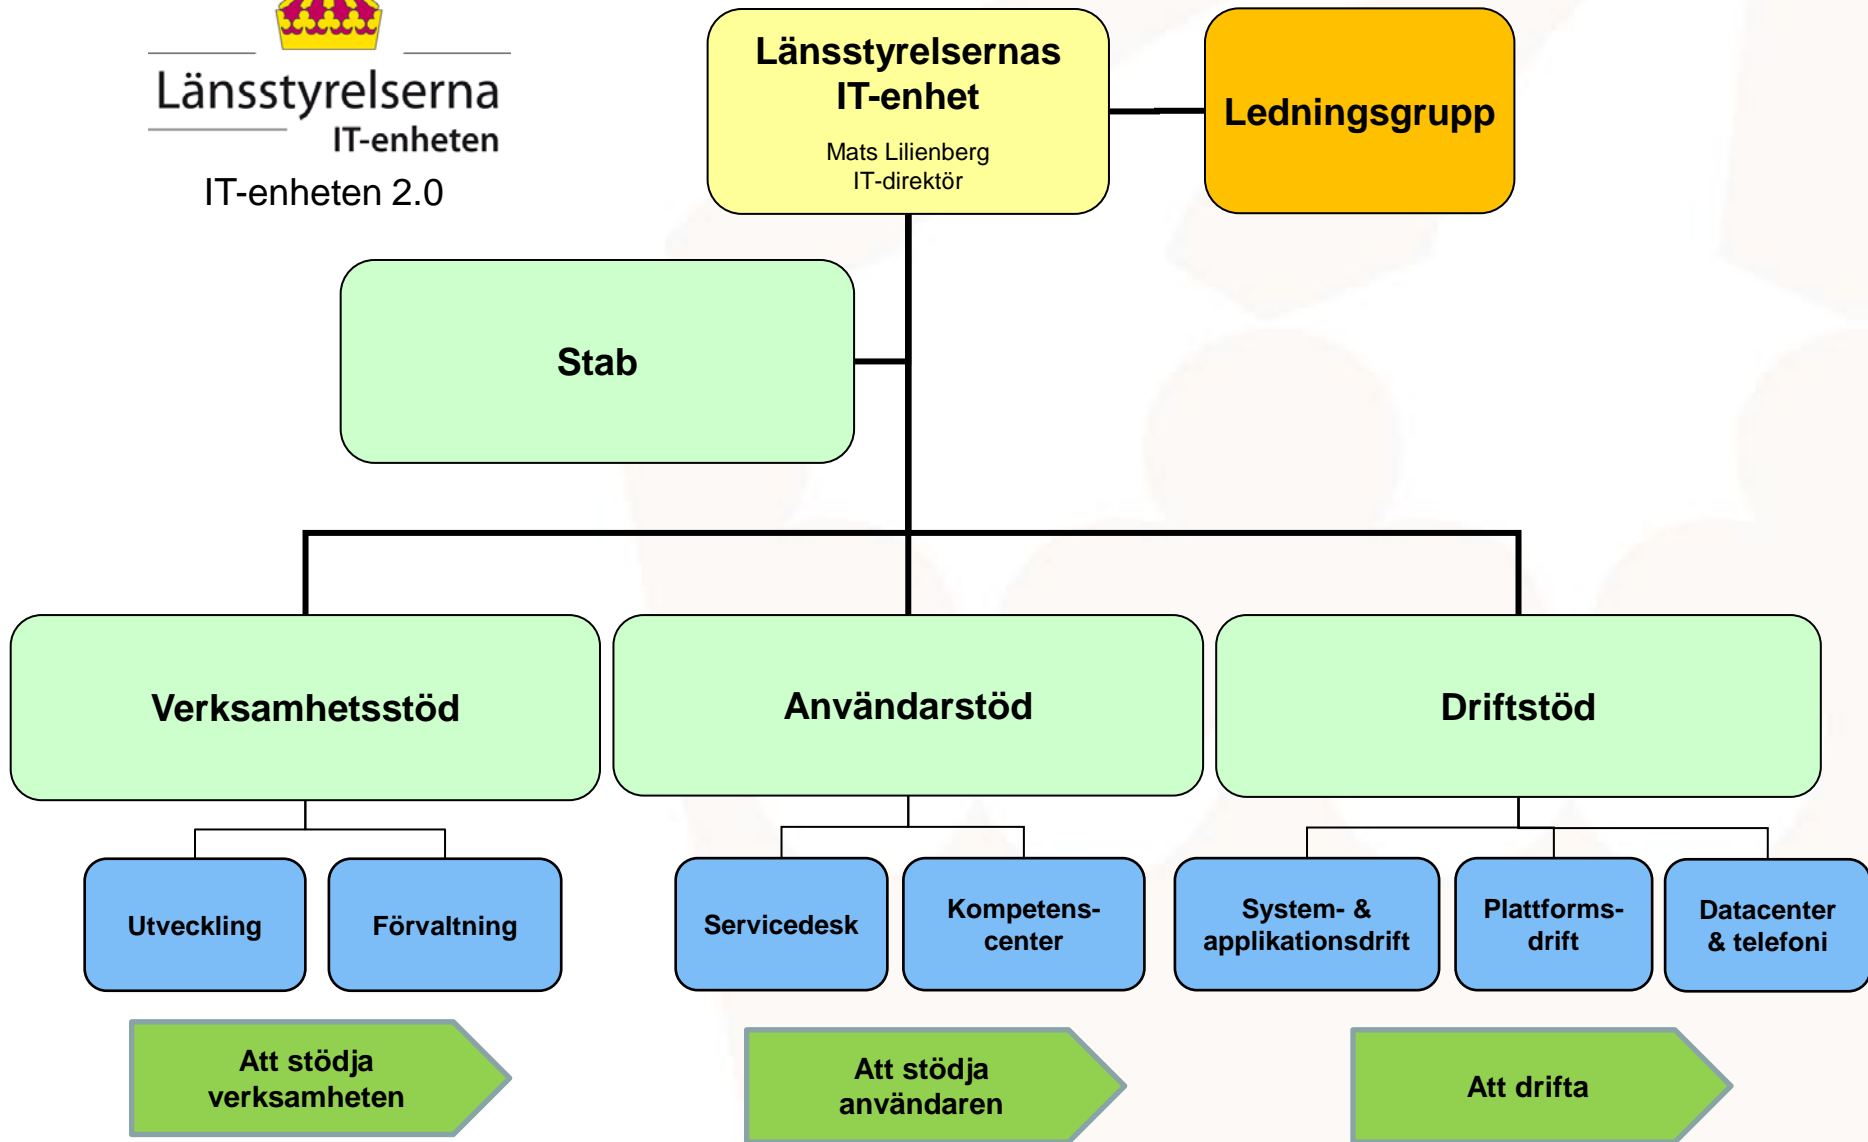 Länsstyrelserna
IT-enheten
IT-enheten 2.0
Länsstyrelsernas
IT-enhet
Mats Lilienberg
IT-direktör
Ledningsgrupp
Stab
Verksamhetsstöd
Användarstöd
Driftstöd
Utveckling
Förvaltning
Servicedesk
Kompetens-
center
System- &
applikationsdrift
Plattforms-
drift
Datacenter
& telefoni
Att stödja
verksamheten
Att stödja
användaren
Att drifta